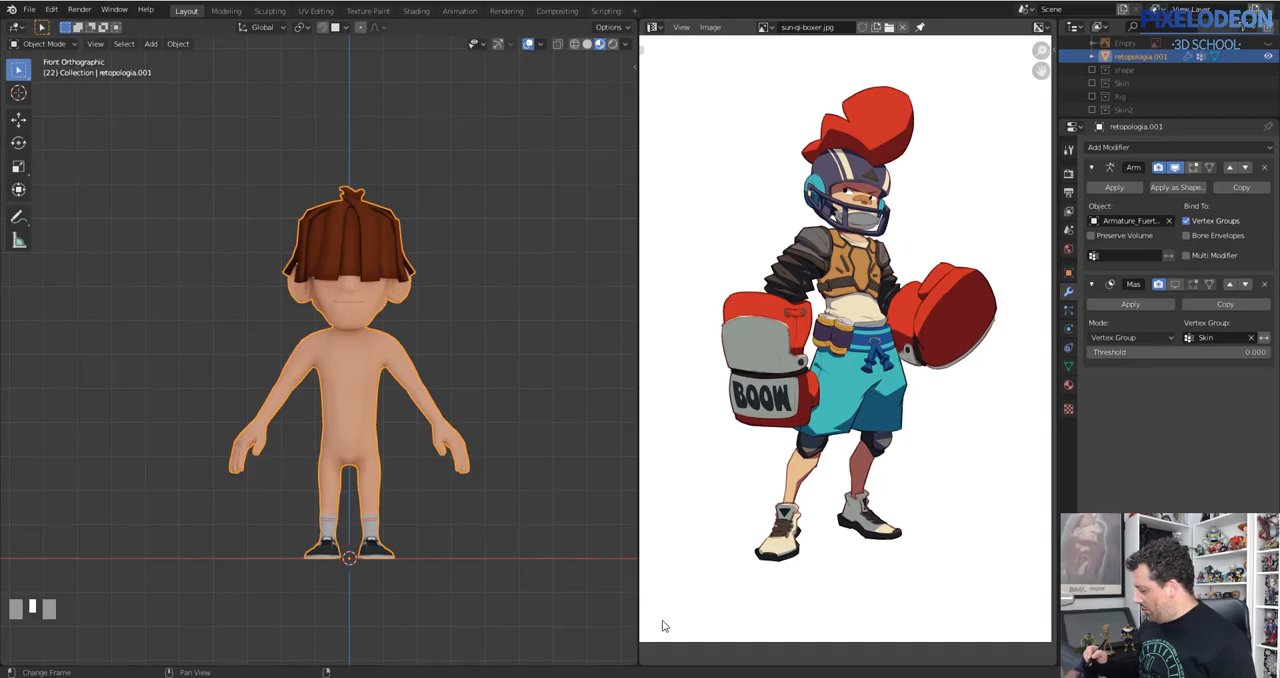 File Edit Render Window Help Layout Modeling Sculpting UV Editing Texture Paint Shading Animation Rendering Compositing Scripting + Scene View Layer
PIXELODEON
3D SCHOOL
Global Options
Object Mode View Select Add Object
View Image sun-gi-boxer.jpg
Front Orthographic
(22) Collection | retopologia.001
Empty
retopologia.001
shape
Skin
Rig
Skin2
retopologia.001
Add Modifier
Arm
Apply Apply as Shape... Copy
Object: Bind To:
Armature_Fuert... Vertex Groups
Preserve Volume Bone Envelopes
Multi Modifier
Mas
Apply Copy
Mode: Vertex Group:
Vertex Group Skin
Threshold 0.000
BOOW
Change Frame Pan View